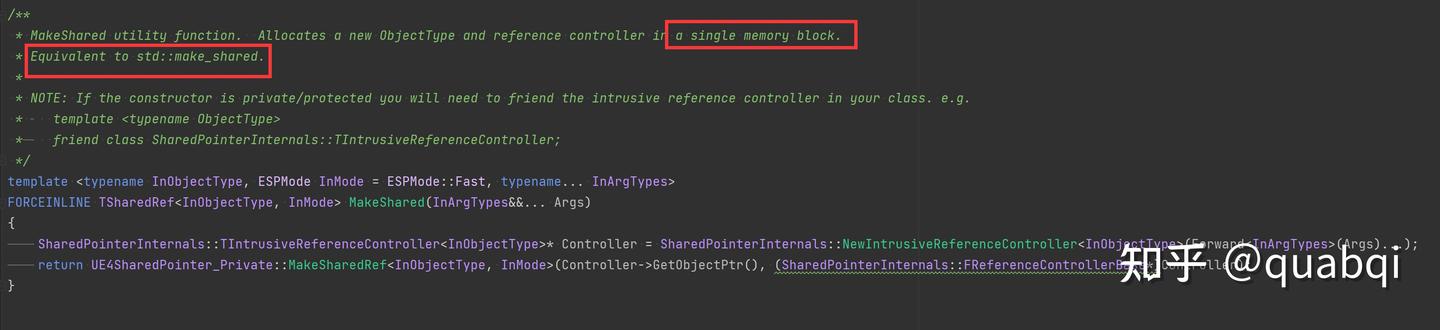 /**
* MakeShared utility function.  Allocates a new ObjectType and reference controller in a single memory block.
* Equivalent to std::make_shared.
*
* NOTE: If the constructor is private/protected you will need to friend the intrusive reference controller in your class. e.g.
* -  template <typename ObjectType>
*    friend class SharedPointerInternals::TIntrusiveReferenceController;
*/
template <typename InObjectType, ESPMode InMode = ESPMode::Fast, typename... InArgTypes>
FORCEINLINE TSharedRef<InObjectType, InMode> MakeShared(InArgTypes&&... Args)
{
SharedPointerInternals::TIntrusiveReferenceController<InObjectType>* Controller = SharedPointerInternals::NewIntrusiveReferenceController<InObjectType>(Forward<InArgTypes>(Args)...);
return UE4SharedPointer_Private::MakeSharedRef<InObjectType, InMode>(Controller->GetObjectPtr(), (SharedPointerInternals::FReferenceControllerBase*)Controller);
}
知乎 @quabqi